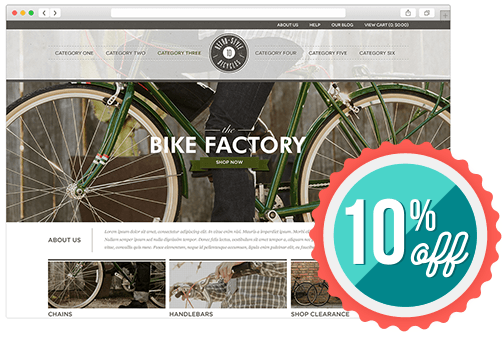 ABOUT US HELP OUR BLOG VIEW CART (0, $0.00)
CATEGORY ONE CATEGORY TWO CATEGORY THREE CATEGORY FOUR CATEGORY FIVE CATEGORY SIX
RETRO-STYLE
10
BICYCLES
the
BIKE FACTORY
SHOP NOW
10% off
ABOUT US
Lorem ipsum dolor sit amet, consectetur adipiscing elit.
CHAINS HANDLEBARS SHOP CLEARANCE